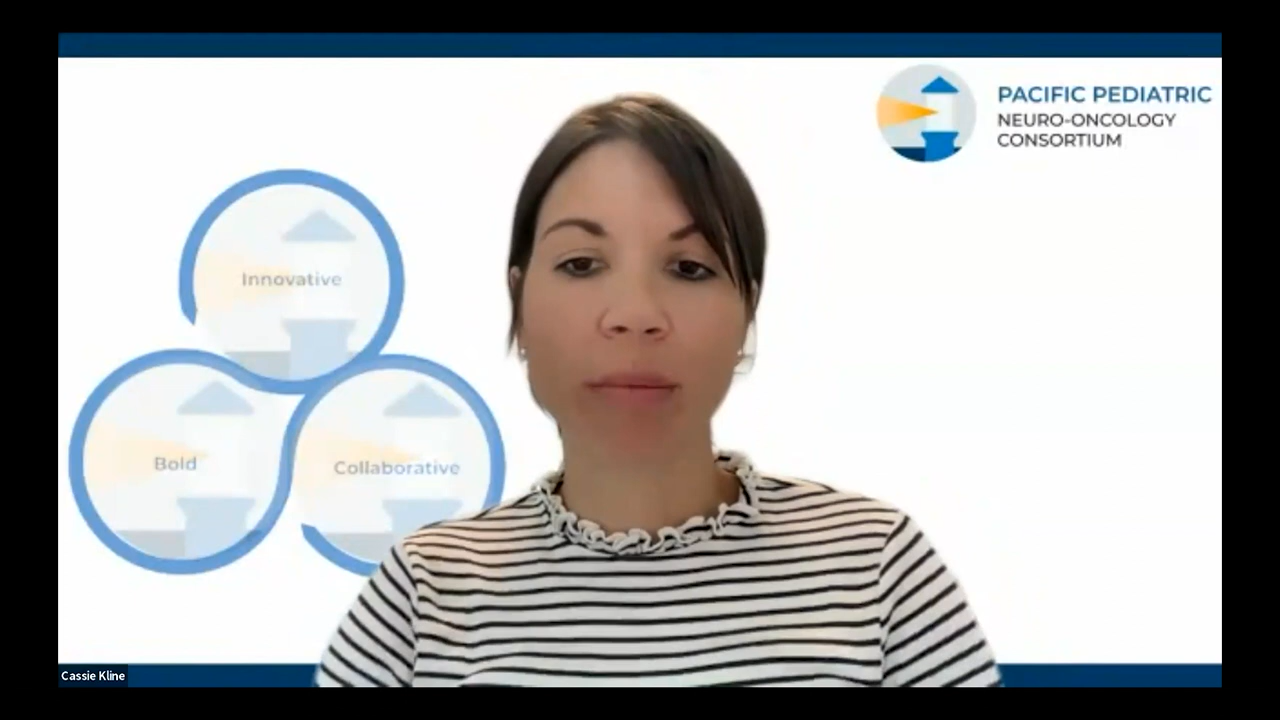 PACIFIC PEDIATRIC
NEURO-ONCOLOGY
CONSORTIUM
Innovative
Bold
Collaborative
Cassie Kline